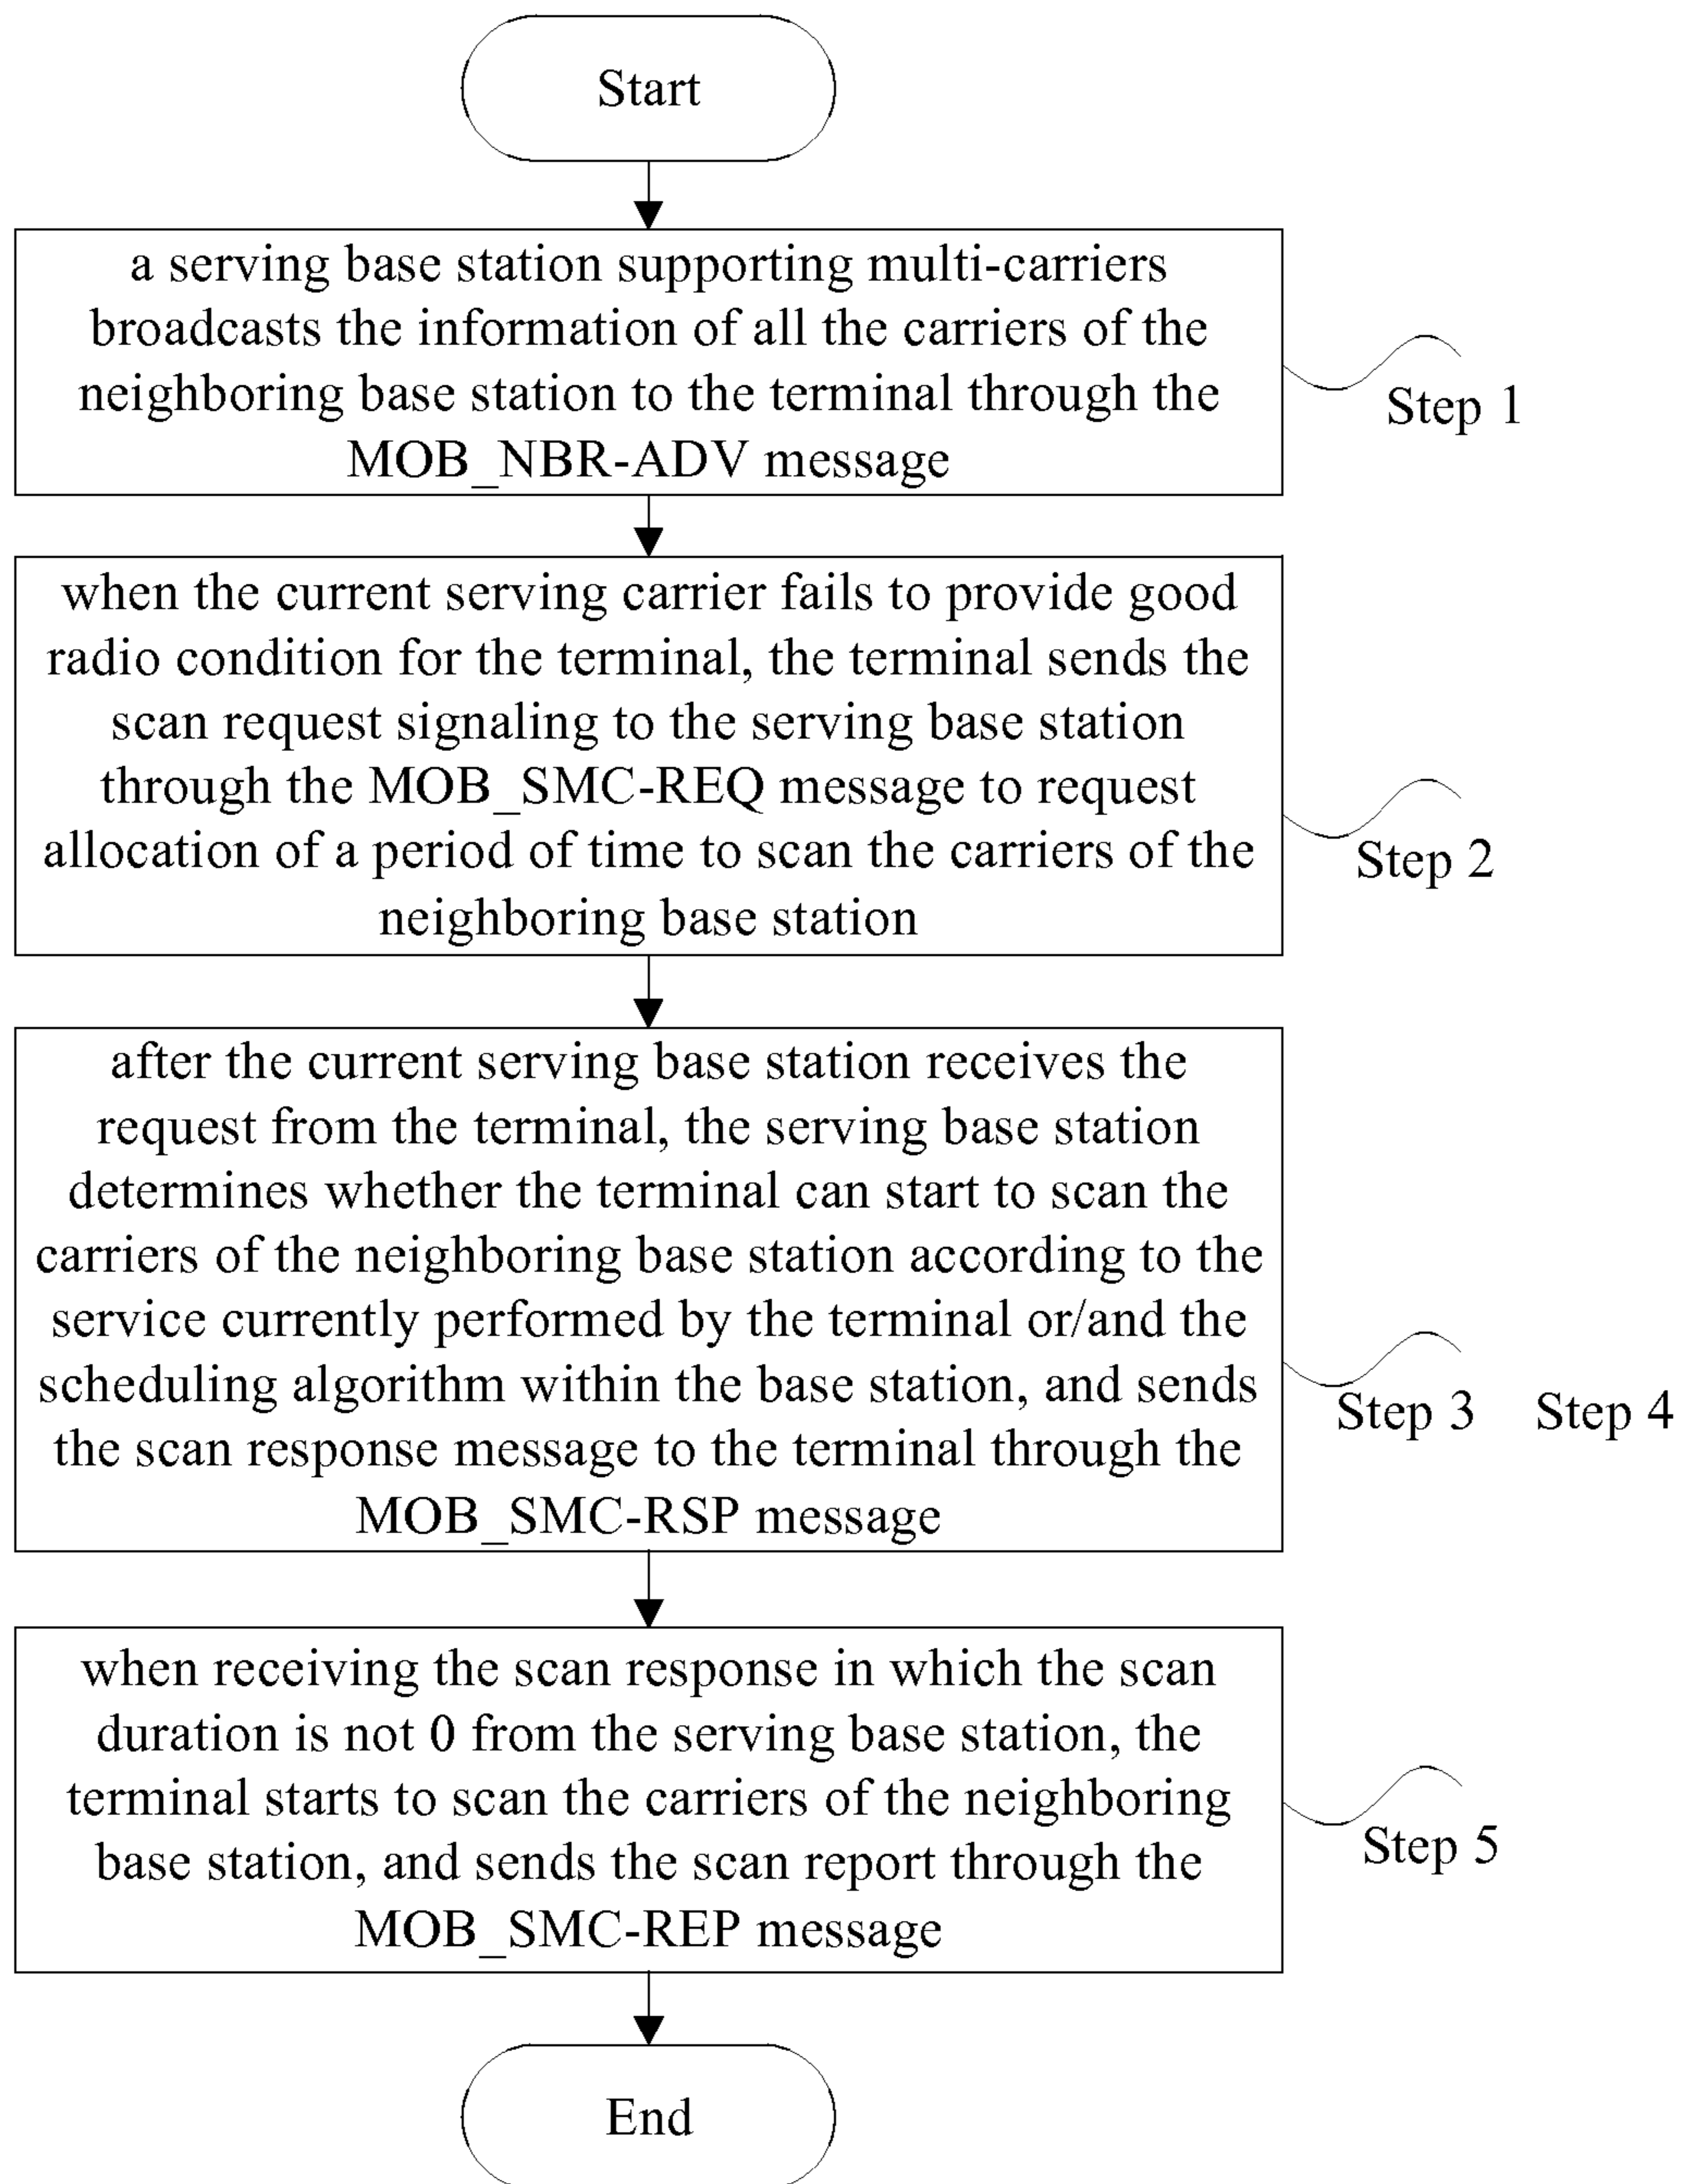 Start
a serving base station supporting multi-carriers
broadcasts the information of all the carriers of the
neighboring base station to the terminal through the
MOB_NBR-ADV message
Step 1
when the current serving carrier fails to provide good
radio condition for the terminal, the terminal sends the
scan request signaling to the serving base station
through the MOB_SMC-REQ message to request
allocation of a period of time to scan the carriers of the
neighboring base station
Step 2
after the current serving base station receives the
request from the terminal, the serving base station
determines whether the terminal can start to scan the
carriers of the neighboring base station according to the
service currently performed by the terminal or/and the
scheduling algorithm within the base station, and sends
the scan response message to the terminal through the
MOB_SMC-RSP message
Step 3 Step 4
when receiving the scan response in which the scan
duration is not 0 from the serving base station, the
terminal starts to scan the carriers of the neighboring
base station, and sends the scan report through the
MOB_SMC-REP message
Step 5
End